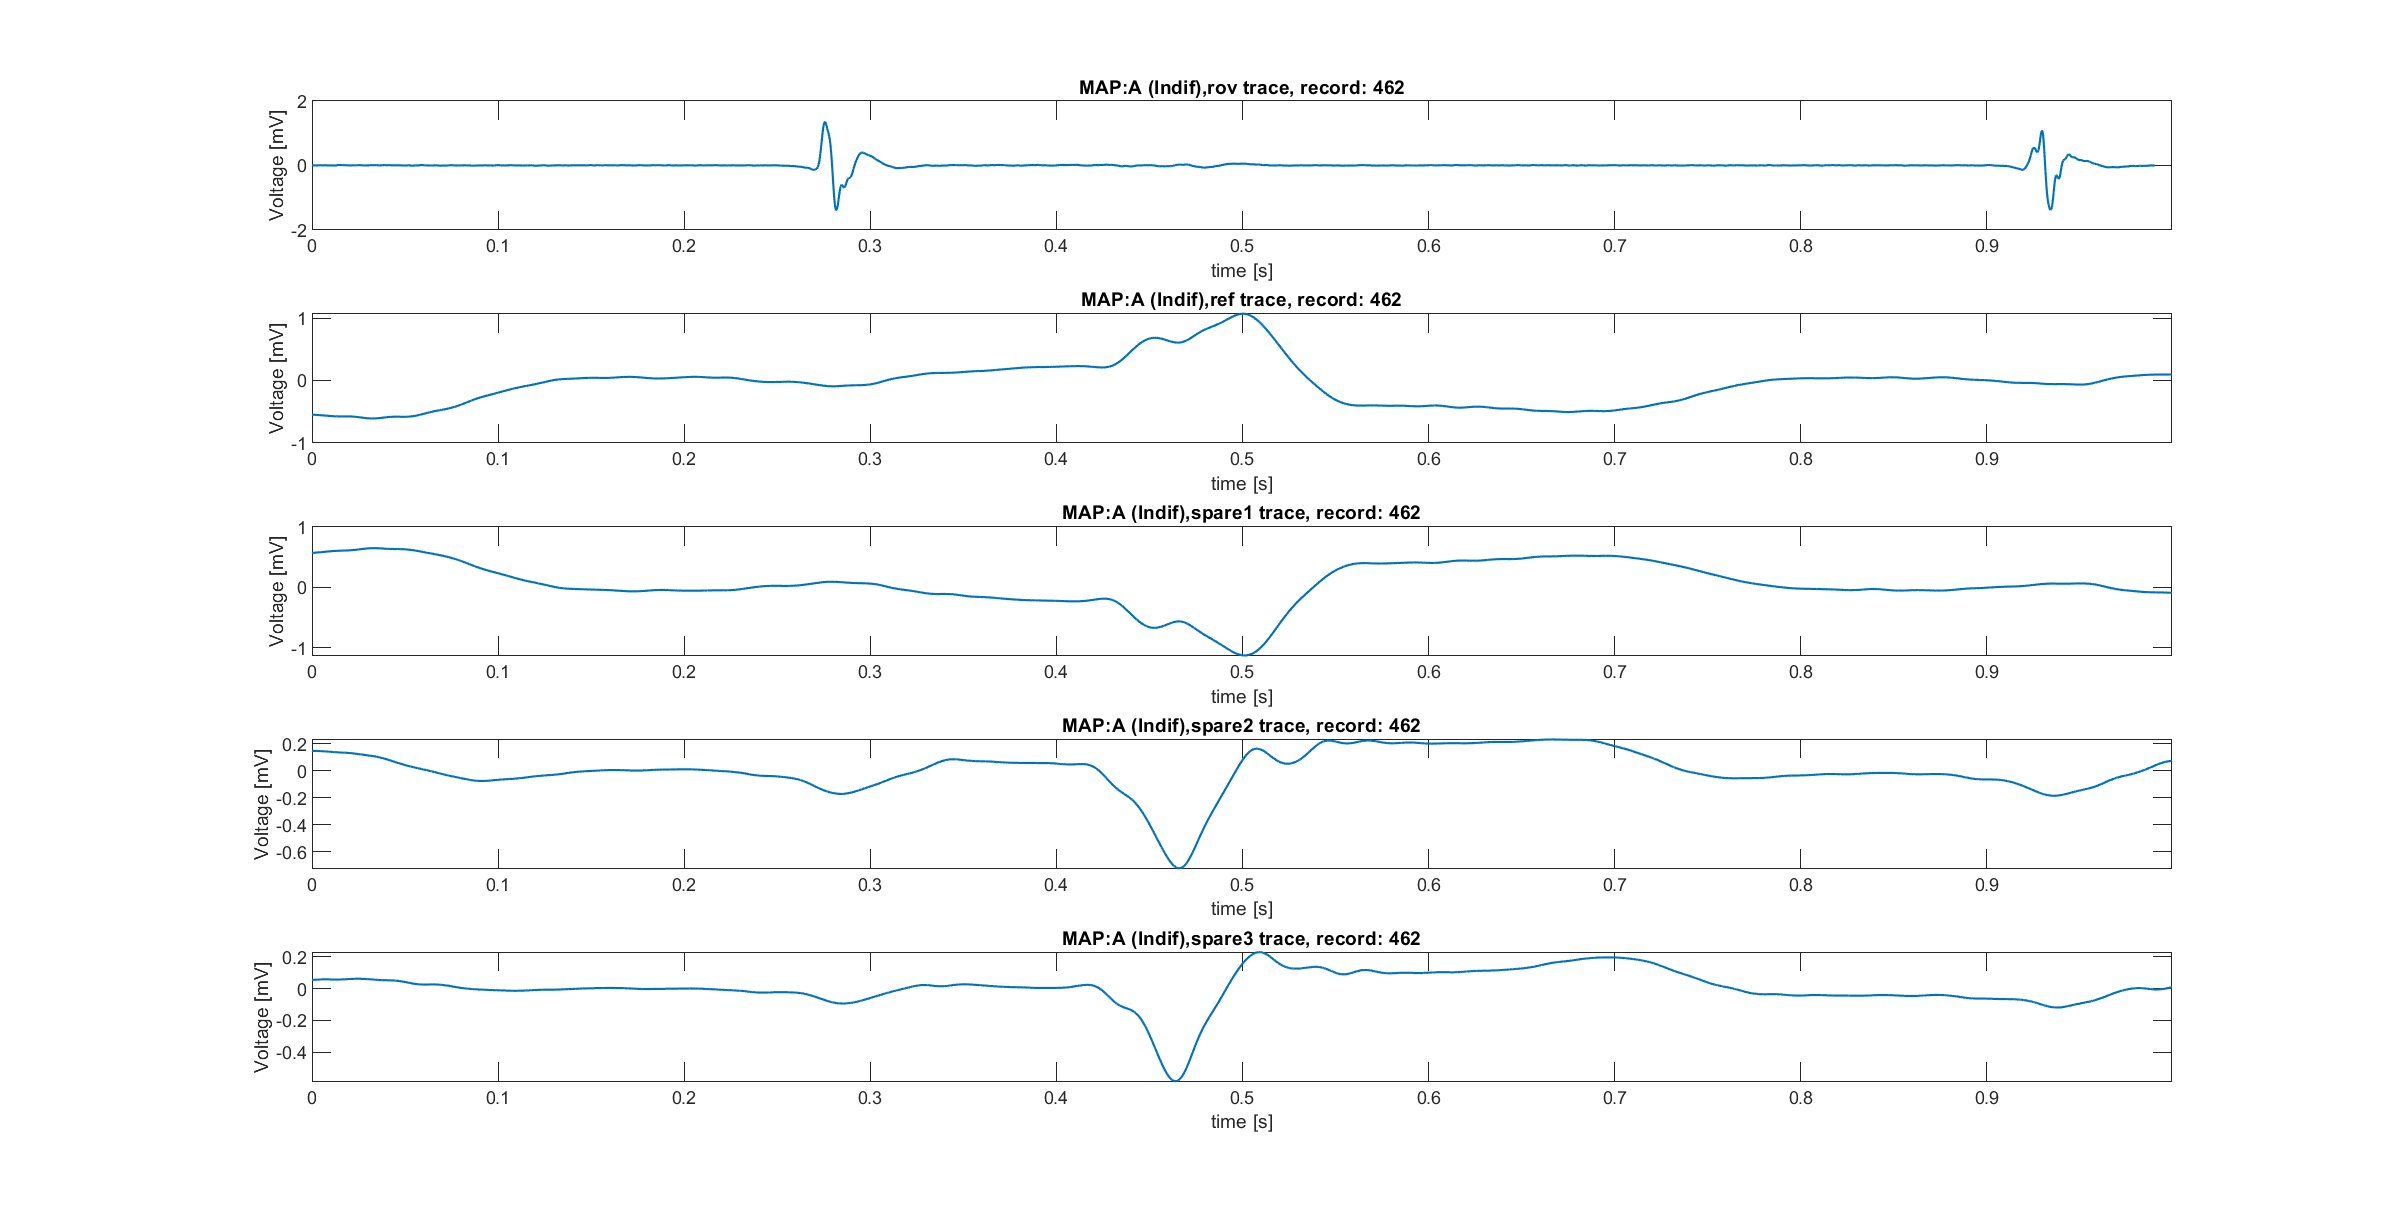 MAP:A (Indif),rov trace, record: 462
Voltage [mV]
2
0
-2
0 0.1 0.2 0.3 0.4 0.5 0.6 0.7 0.8 0.9
time [s]
MAP:A (Indif),ref trace, record: 462
Voltage [mV]
1
0
-1
0 0.1 0.2 0.3 0.4 0.5 0.6 0.7 0.8 0.9
time [s]
MAP:A (Indif),spare1 trace, record: 462
Voltage [mV]
1
0
-1
0 0.1 0.2 0.3 0.4 0.5 0.6 0.7 0.8 0.9
time [s]
MAP:A (Indif),spare2 trace, record: 462
Voltage [mV]
0.2
0
-0.2
-0.4
-0.6
0 0.1 0.2 0.3 0.4 0.5 0.6 0.7 0.8 0.9
time [s]
MAP:A (Indif),spare3 trace, record: 462
Voltage [mV]
0.2
0
-0.2
-0.4
0 0.1 0.2 0.3 0.4 0.5 0.6 0.7 0.8 0.9
time [s]